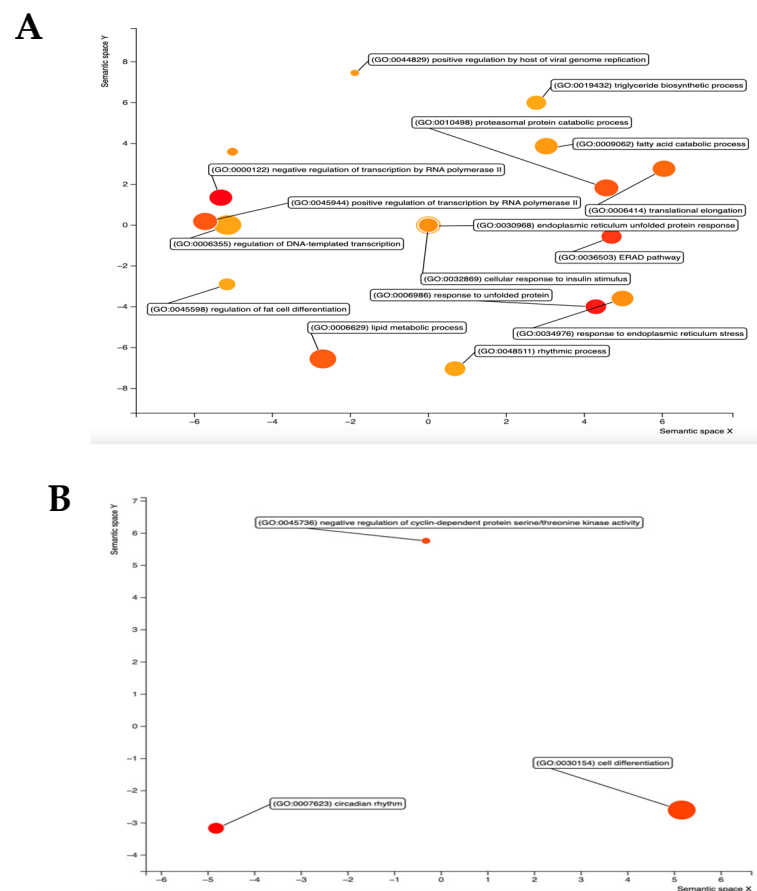 A
Semantic space Y
8
6
4
2
0
−2
−4
−6
−8
(GO:0044829) positive regulation by host of viral genome replication
(GO:0019432) triglyceride biosynthetic process
(GO:0010498) proteasomal protein catabolic process
(GO:0009062) fatty acid catabolic process
(GO:0000122) negative regulation of transcription by RNA polymerase II
(GO:0045944) positive regulation of transcription by RNA polymerase II
(GO:0006414) translational elongation
(GO:0030968) endoplasmic reticulum unfolded protein response
(GO:0006355) regulation of DNA-templated transcription
(GO:0036503) ERAD pathway
(GO:0032869) cellular response to insulin stimulus
(GO:0006986) response to unfolded protein
(GO:0045598) regulation of fat cell differentiation
(GO:0006629) lipid metabolic process
(GO:0034976) response to endoplasmic reticulum stress
(GO:0048511) rhythmic process
−6 −4 −2 0 2 4 6
Semantic space X
B
Semantic space Y
7
6
5
4
3
2
1
0
−1
−2
−3
−4
(GO:0045736) negative regulation of cyclin-dependent protein serine/threonine kinase activity
(GO:0030154) cell differentiation
(GO:0007623) circadian rhythm
−6 −5 −4 −3 −2 −1 0 1 2 3 4 5 6
Semantic space X